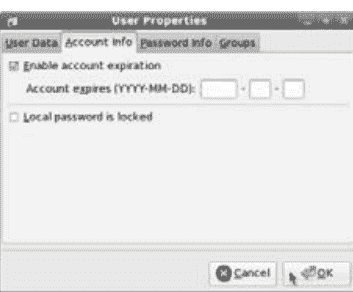 User Properties
User Data Account Info Password Info Groups
Enable account expiration
Account expires (YYYY-MM-DD): - -
Local password is locked
Cancel OK